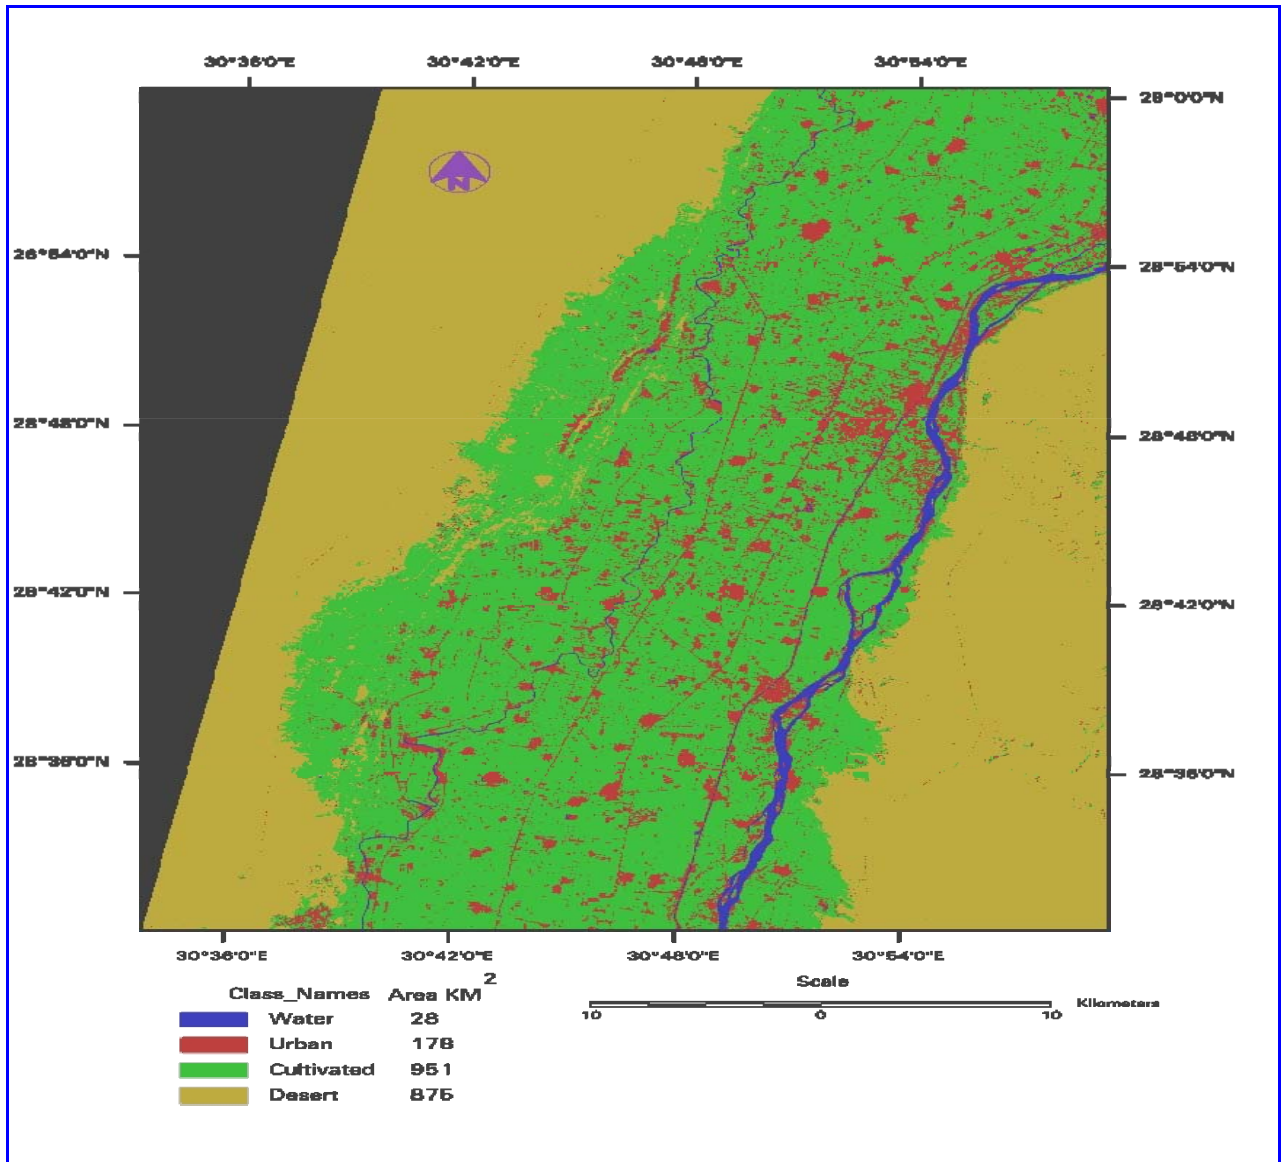 30°36'0"E 30°42'0"E 30°48'0"E 30°54'0"E
28°0'0"N
N
28°54'0"N 28°54'0"N
28°48'0"N 28°48'0"N
28°42'0"N 28°42'0"N
28°36'0"N 28°36'0"N
30°36'0"E 30°42'0"E 30°48'0"E 30°54'0"E
Class_Names Area KM 2
Scale
10 0 10 Kilometers
Water 28
Urban 178
Cultivated 951
Desert 875